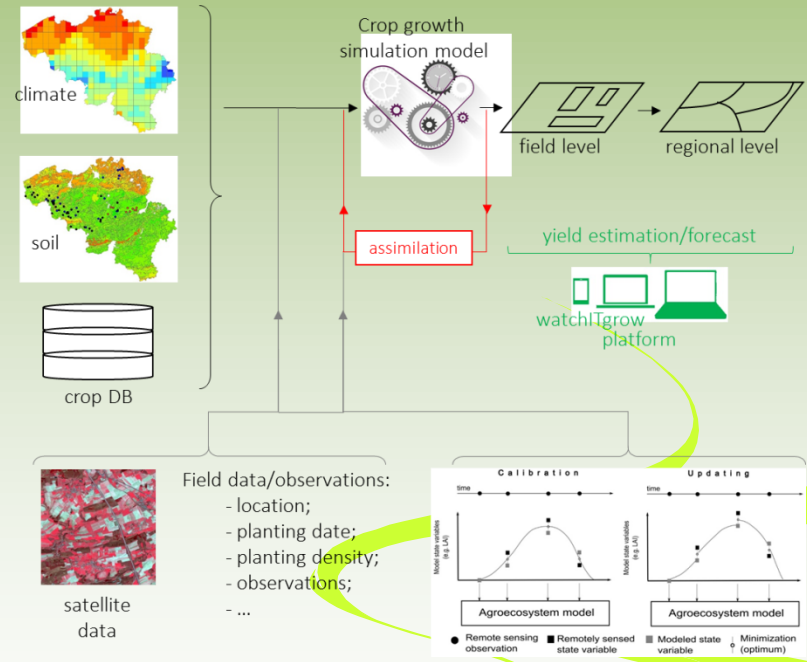 Crop growth
simulation model
climate
soil
crop DB
field level
regional level
assimilation
yield estimation/forecast
watchITgrow
platform
satellite
data
Field data/observations:
- location;
- planting date;
- planting density;
- observations;
- ...
Calibration
time
Model state variables
(e.g. LAI)
Agroecosystem model
Updating
time
Model state variables
(e.g. LAI)
Agroecosystem model
Remote sensing
observation
Remotely sensed
state variable
Modeled state
variable
Minimization
(optimum)